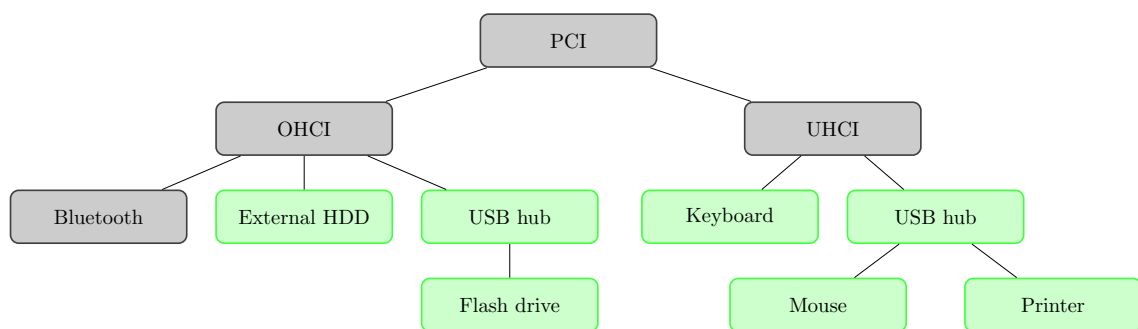 PCI
OHCI
UHCI
Bluetooth
External HDD
USB hub
Keyboard
USB hub
Flash drive
Mouse
Printer